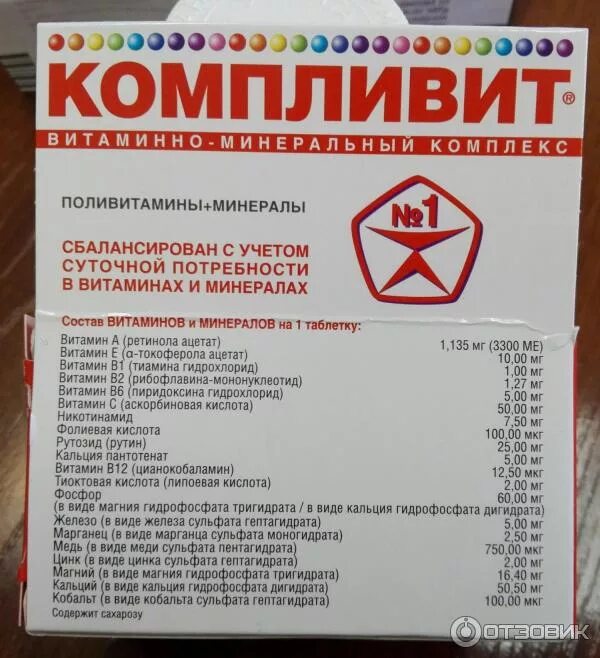 КОМПЛИВИТ®
ВИТАМИННО-МИНЕРАЛЬНЫЙ КОМПЛЕКС
ПОЛИВИТАМИНЫ+МИНЕРАЛЫ
№1
СБАЛАНСИРОВАН С УЧЕТОМ
СУТОЧНОЙ ПОТРЕБНОСТИ
В ВИТАМИНАХ И МИНЕРАЛАХ
Состав ВИТАМИНОВ и МИНЕРАЛОВ на 1 таблетку:
Витамин А (ретинола ацетат) 1,135 мг (3300 МЕ)
Витамин Е (α-токоферола ацетат) 10,00 мг
Витамин В1 (тиамина гидрохлорид) 1,00 мг
Витамин В2 (рибофлавина-мононуклеотид) 1,27 мг
Витамин В6 (пиридоксина гидрохлорид) 5,00 мг
Витамин С (аскорбиновая кислота) 50,00 мг
Никотинамид 7,50 мг
Фолиевая кислота 100,00 мкг
Рутозид (рутин) 25,00 мг
Кальция пантотенат 5,00 мг
Витамин В12 (цианокобаламин) 12,50 мкг
Тиоктовая кислота (липоевая кислота) 2,00 мг
Фосфор 60,00 мг
(в виде магния гидрофосфата тригидрата / в виде кальция гидрофосфата дигидрата)
Железо (в виде железа сульфата гептагидрата) 5,00 мг
Марганец (в виде марганца сульфата моногидрата) 2,50 мг
Медь (в виде меди сульфата пентагидрата) 750,00 мкг
Цинк (в виде цинка сульфата гептагидрата) 2,00 мг
Магний (в виде магния гидрофосфата тригидрата) 16,40 мг
Кальций (в виде кальция гидрофосфата дигидрата) 50,50 мг
Кобальт (в виде кобальта сульфата гептагидрата) 100,00 мкг
Содержит сахарозу
ОТЗОВИК